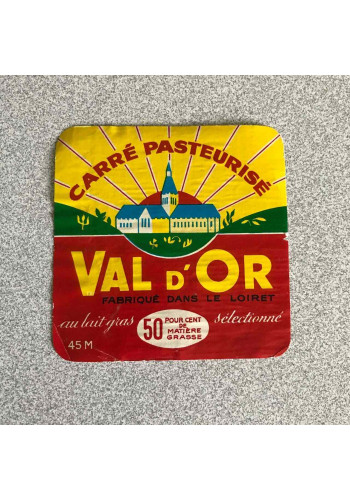 CARRÉ PASTEURISÉ
VAL D'OR
FABRIQUÉ DANS LE LOIRET
au lait gras sélectionné
50 POUR CENT
DE
MATIÈRE
GRASSE
45 M